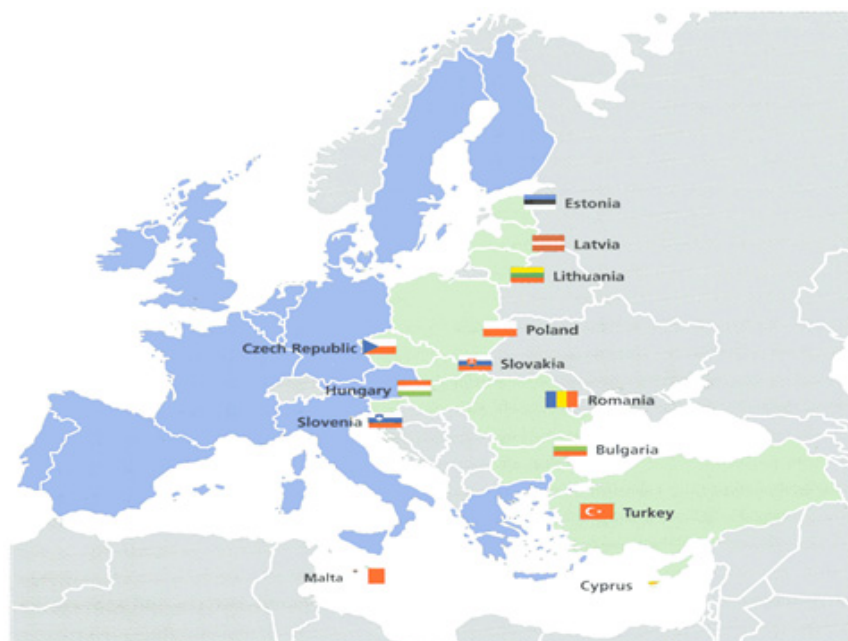 Estonia
Latvia
Lithuania
Poland
Czech Republic
Slovakia
Hungary
Romania
Slovenia
Bulgaria
Turkey
Malta
Cyprus